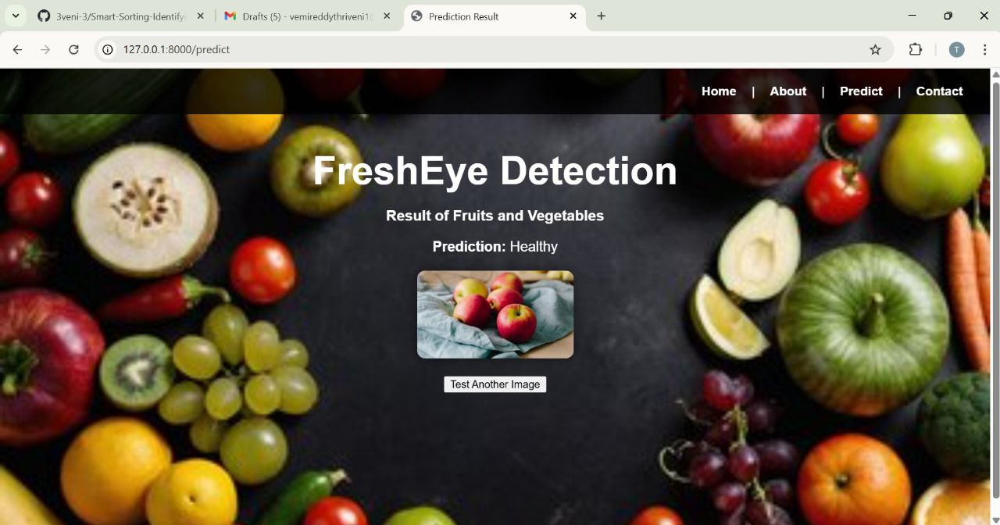 3veni-3/Smart-Sorting-Identifyi
Drafts (5) - vemireddythriveni1
Prediction Result
127.0.0.1:8000/predict
T
Home | About | Predict | Contact
FreshEye Detection
Result of Fruits and Vegetables
Prediction: Healthy
Test Another Image